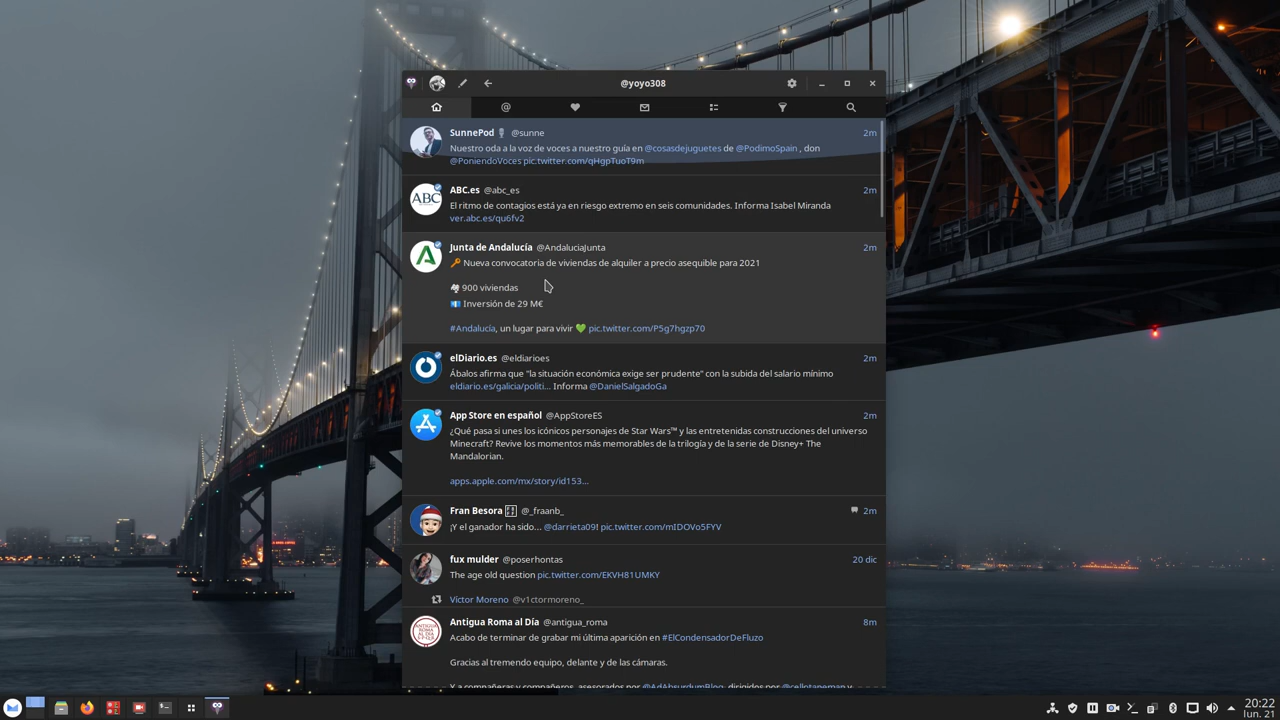 @yoyo308
SunnePod 🎙 @sunne 2m
Nuestro oda a la voz de voces a nuestro guía en @cosasdejuguetes de @PodimoSpain , don
@PoniendoVoces pic.twitter.com/qHgpTuoT9m
ABC.es @abc_es 2m
El ritmo de contagios está ya en riesgo extremo en seis comunidades. Informa Isabel Miranda
ver.abc.es/qu6fv2
ABC
Junta de Andalucía @AndaluciaJunta 2m
🔑 Nueva convocatoria de viviendas de alquiler a precio asequible para 2021
🏘 900 viviendas
💶 Inversión de 29 M€
#Andalucía, un lugar para vivir 💚 pic.twitter.com/P5g7hgzp70
elDiario.es @eldiarioes 2m
Ábalos afirma que "la situación económica exige ser prudente" con la subida del salario mínimo
eldiario.es/galicia/politi… Informa @DanielSalgadoGa
App Store en español @AppStoreES 2m
¿Qué pasa si unes los icónicos personajes de Star Wars™ y las entretenidas construcciones del universo
Minecraft? Revive los momentos más memorables de la trilogía y de la serie de Disney+ The
Mandalorian.
apps.apple.com/mx/story/id153…
Fran Besora @_fraanb_ 2m
¡Y el ganador ha sido... @darrieta09! pic.twitter.com/mIDOVo5FYV
fux mulder @poserhontas 20 dic
The age old question pic.twitter.com/EKVH81UMKY
Víctor Moreno @v1ctormoreno_
Antigua Roma al Día @antigua_roma 8m
Acabo de terminar de grabar mi última aparición en #ElCondensadorDeFluzo
Gracias al tremendo equipo, delante y de las cámaras.
Y a compañeras y compañeros, asesorados por @AdAbsurdumBlog, dirigidos por @cellotaneman y
20:22
lun. 21